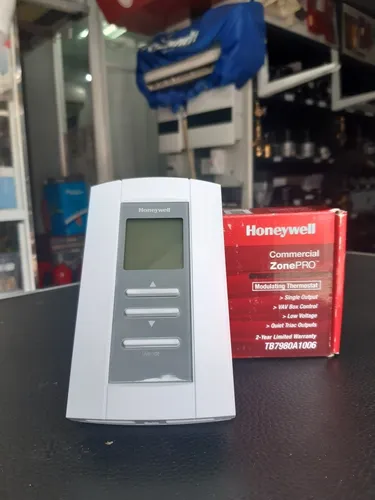 Honeywell
Honeywell
Commercial
ZonePRO™
Modulating Thermostat
> Single Output
> VAV Box Control
> Low Voltage
> Quiet Triac Outputs
2-Year Limited Warranty
TB7980A1006